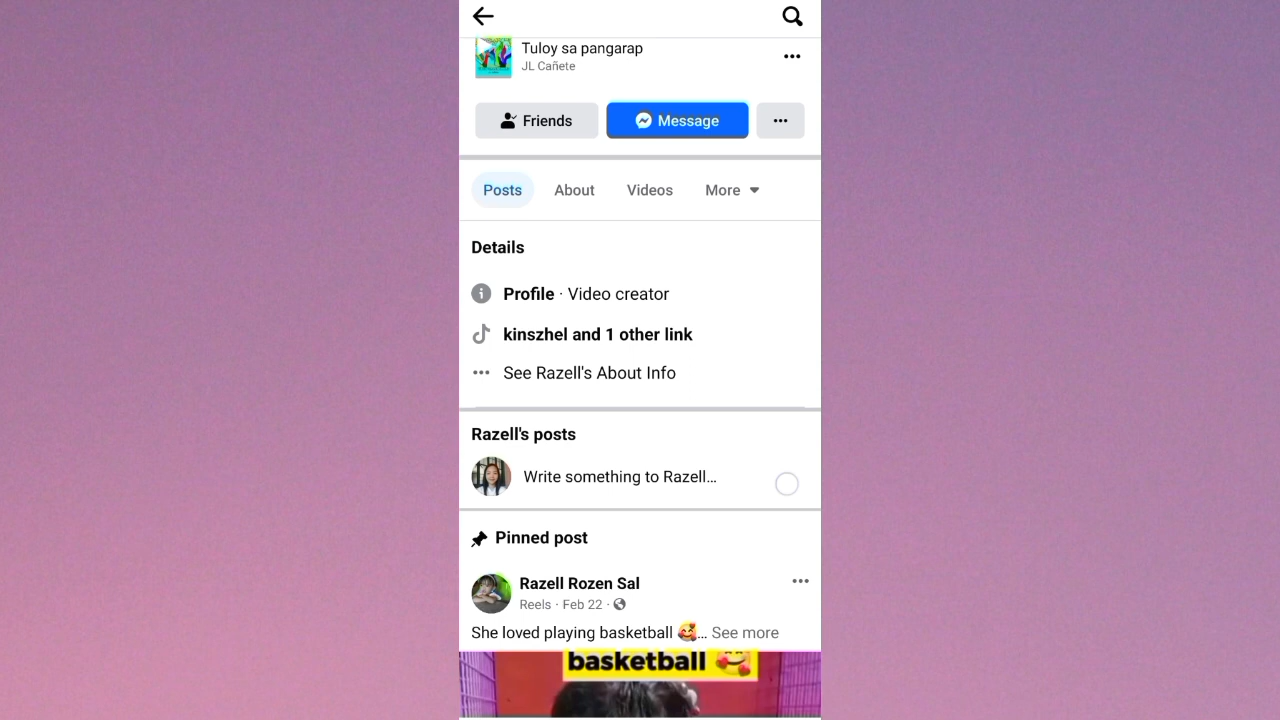 Tuloy sa pangarap
JL Cañete
Friends
Message
Posts
About
Videos
More
Details
Profile · Video creator
kinszhel and 1 other link
See Razell's About Info
Razell's posts
Write something to Razell…
Pinned post
Razell Rozen Sal
Reels · Feb 22 ·
She loved playing basketball 🥰... See more
basketball 🥰